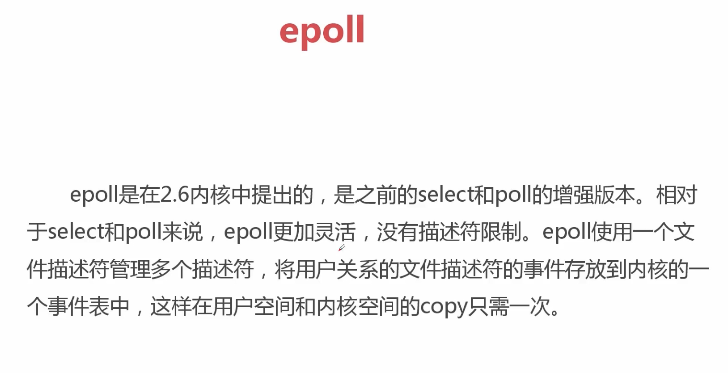 epoll
epoll是在2.6内核中提出的，是之前的select和poll的增强版本。相对
于select和poll来说，epoll更加灵活，没有描述符限制。epoll使用一个文
件描述符管理多个描述符，将用户关系的文件描述符的事件存放到内核的一
个事件表中，这样在用户空间和内核空间的copy只需一次。